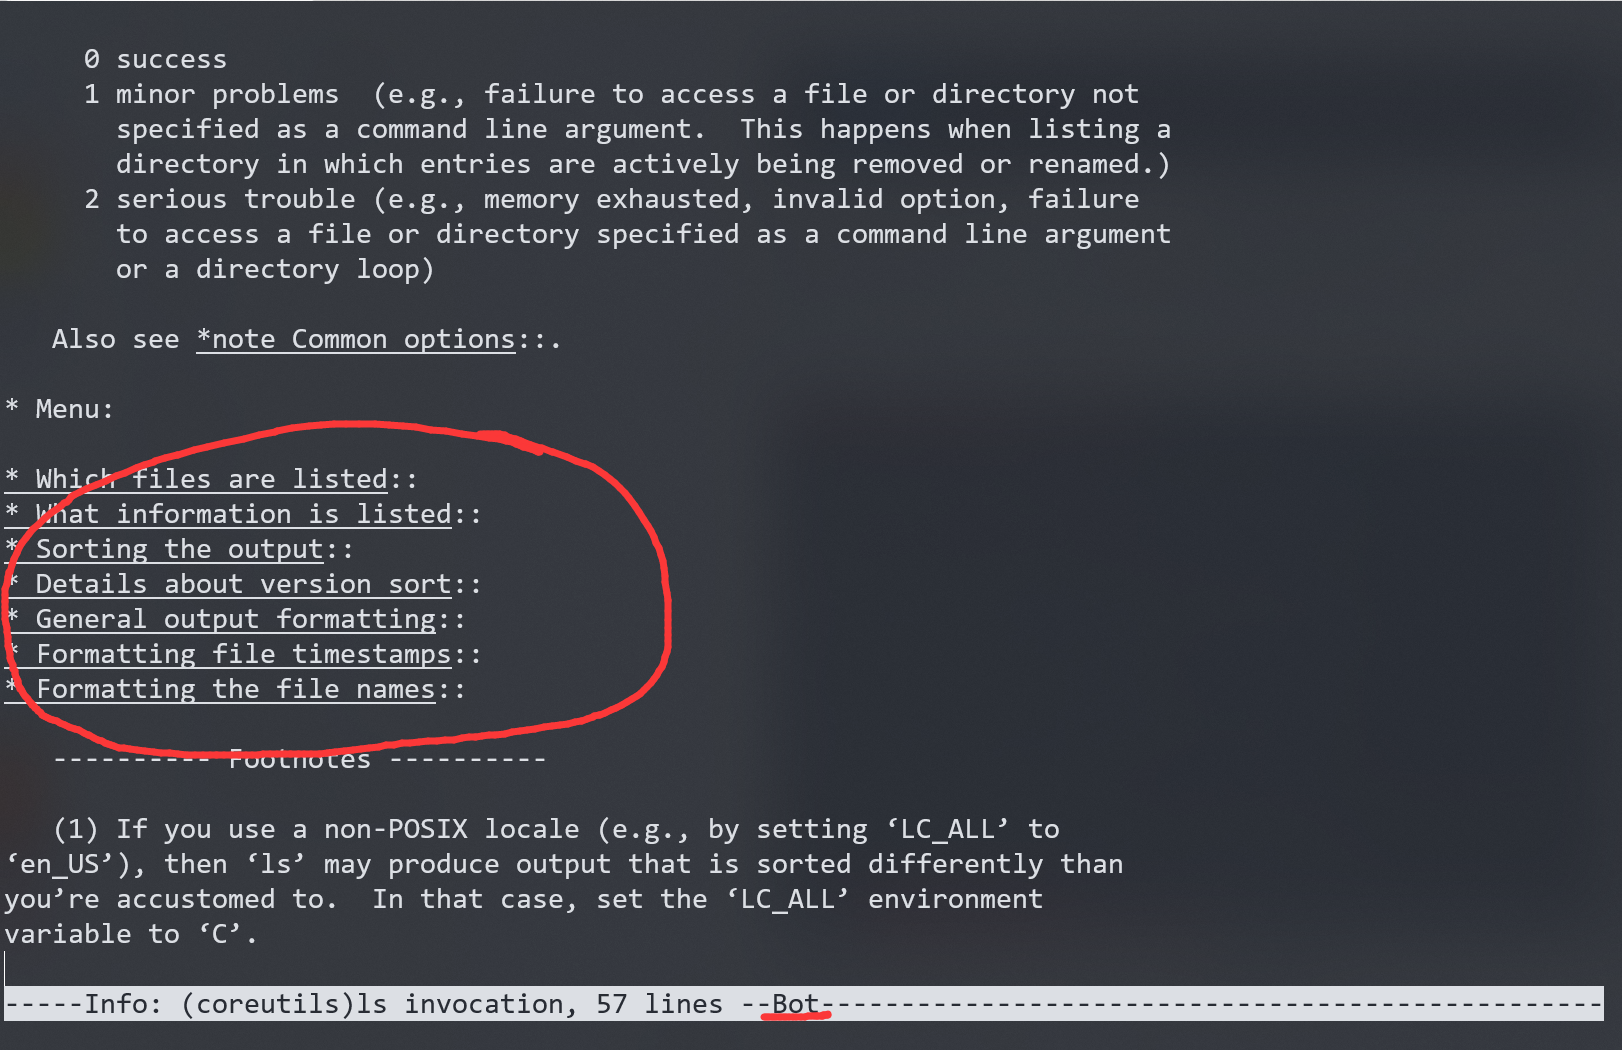 0 success
1 minor problems  (e.g., failure to access a file or directory not
specified as a command line argument.  This happens when listing a
directory in which entries are actively being removed or renamed.)
2 serious trouble (e.g., memory exhausted, invalid option, failure
to access a file or directory specified as a command line argument
or a directory loop)
Also see *note Common options::.
* Menu:
* Which files are listed::
* What information is listed::
* Sorting the output::
* Details about version sort::
* General output formatting::
* Formatting file timestamps::
* Formatting the file names::
---------- Footnotes ----------
(1) If you use a non-POSIX locale (e.g., by setting ‘LC_ALL’ to
‘en_US’), then ‘ls’ may produce output that is sorted differently than
you’re accustomed to.  In that case, set the ‘LC_ALL’ environment
variable to ‘C’.
-----Info: (coreutils)ls invocation, 57 lines --Bot-------------------------------------------------